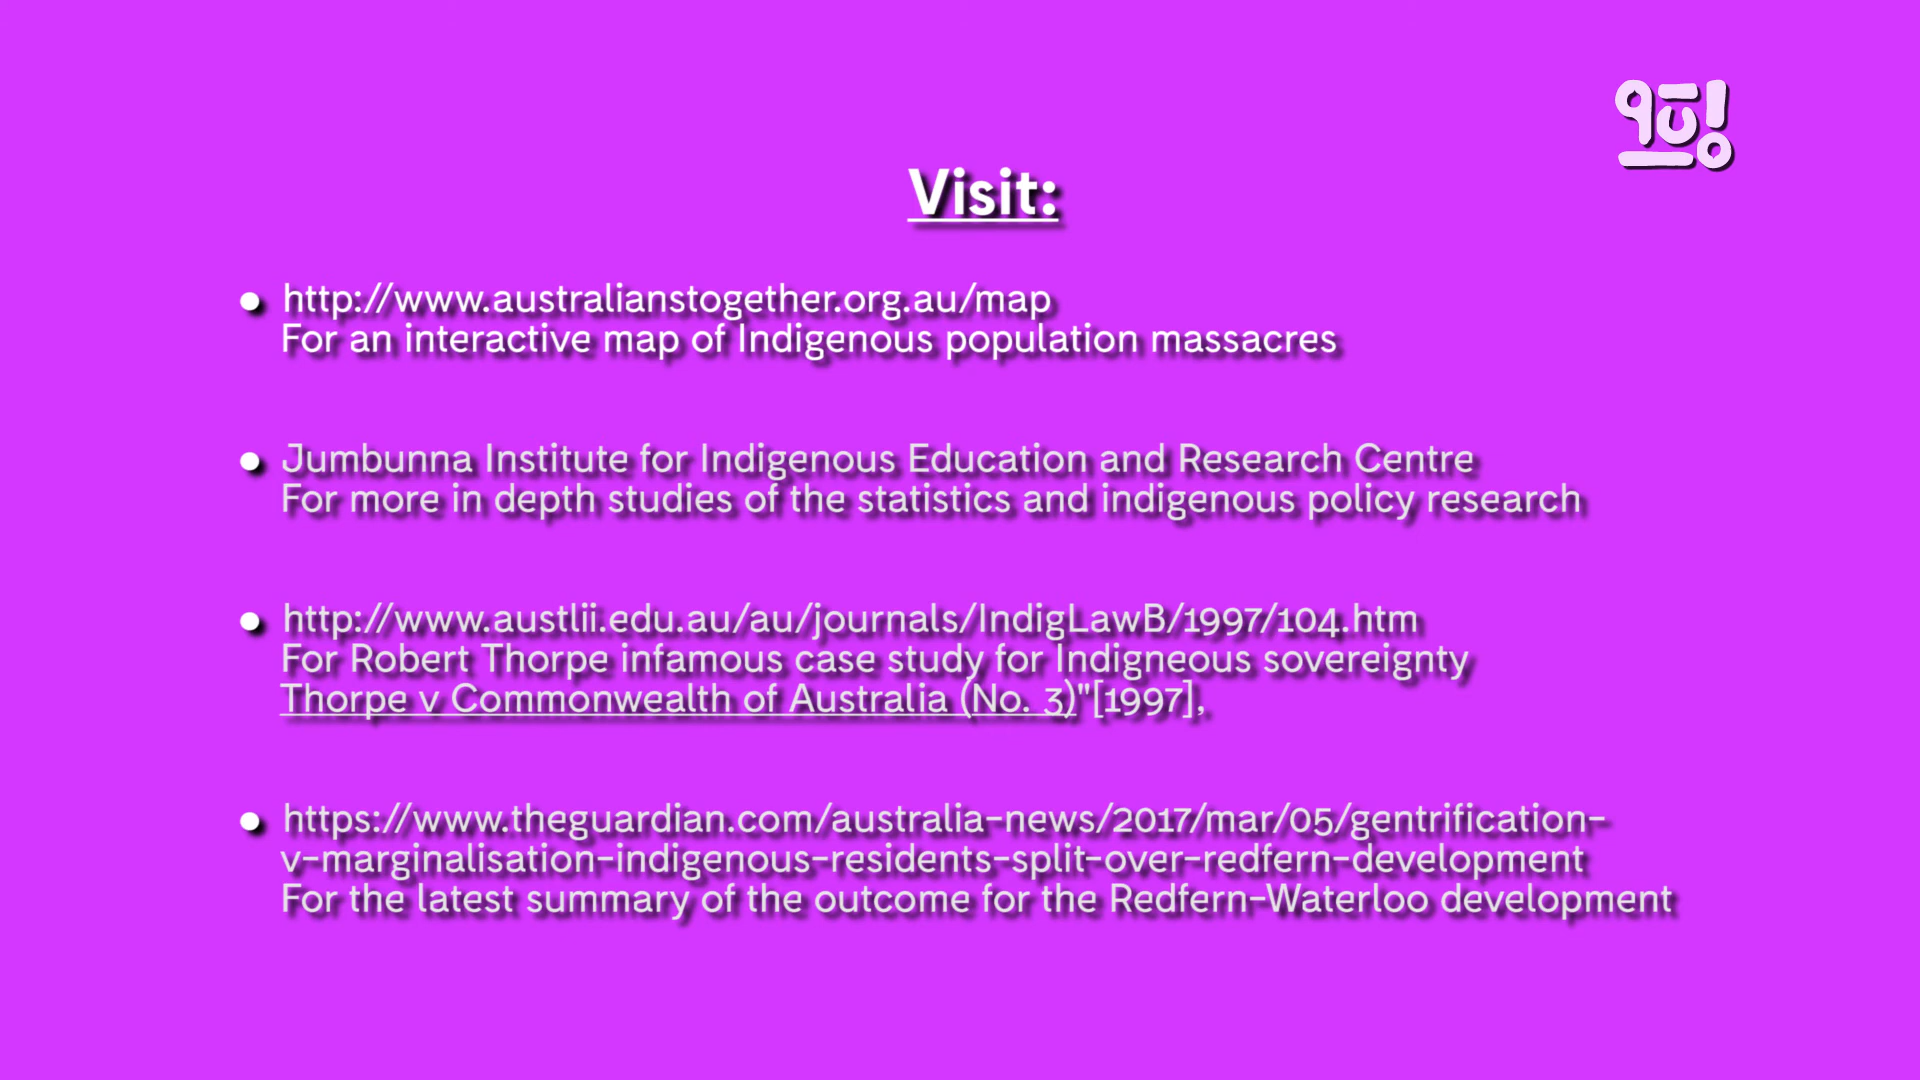 Visit:
● http://www.australianstogether.org.au/map
For an interactive map of Indigenous population massacres
● Jumbunna Institute for Indigenous Education and Research Centre
For more in depth studies of the statistics and indigenous policy research
● http://www.austlii.edu.au/au/journals/IndigLawB/1997/104.htm
For Robert Thorpe infamous case study for Indigneous sovereignty
Thorpe v Commonwealth of Australia (No. 3)"[1997],
● https://www.theguardian.com/australia-news/2017/mar/05/gentrification-
v-marginalisation-indigenous-residents-split-over-redfern-development
For the latest summary of the outcome for the Redfern-Waterloo development